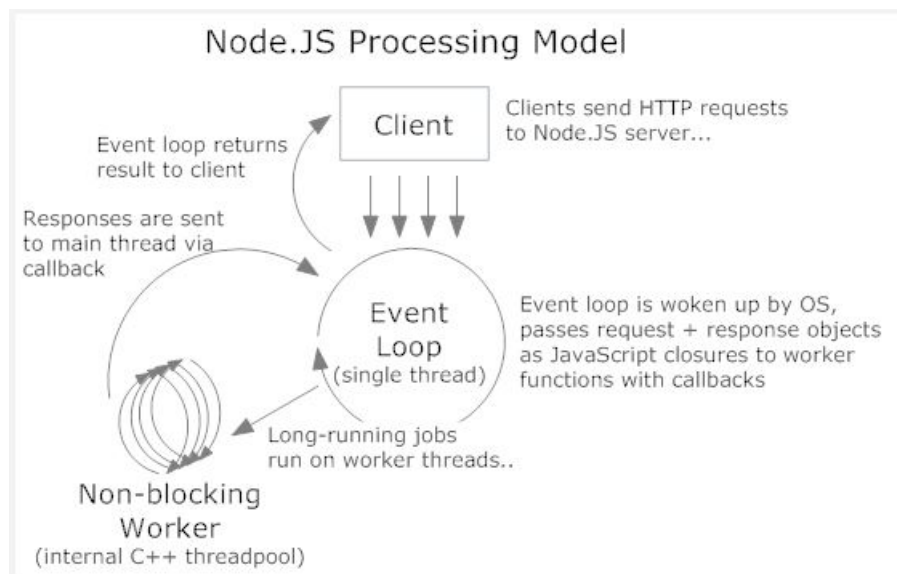 Node.JS Processing Model
Client
Clients send HTTP requests
to Node.JS server...
Event loop returns
result to client
Responses are sent
to main thread via
callback
Event
Loop
(single thread)
Event loop is woken up by OS,
passes request + response objects
as JavaScript closures to worker
functions with callbacks
Long-running jobs
run on worker threads..
Non-blocking
Worker
(internal C++ threadpool)